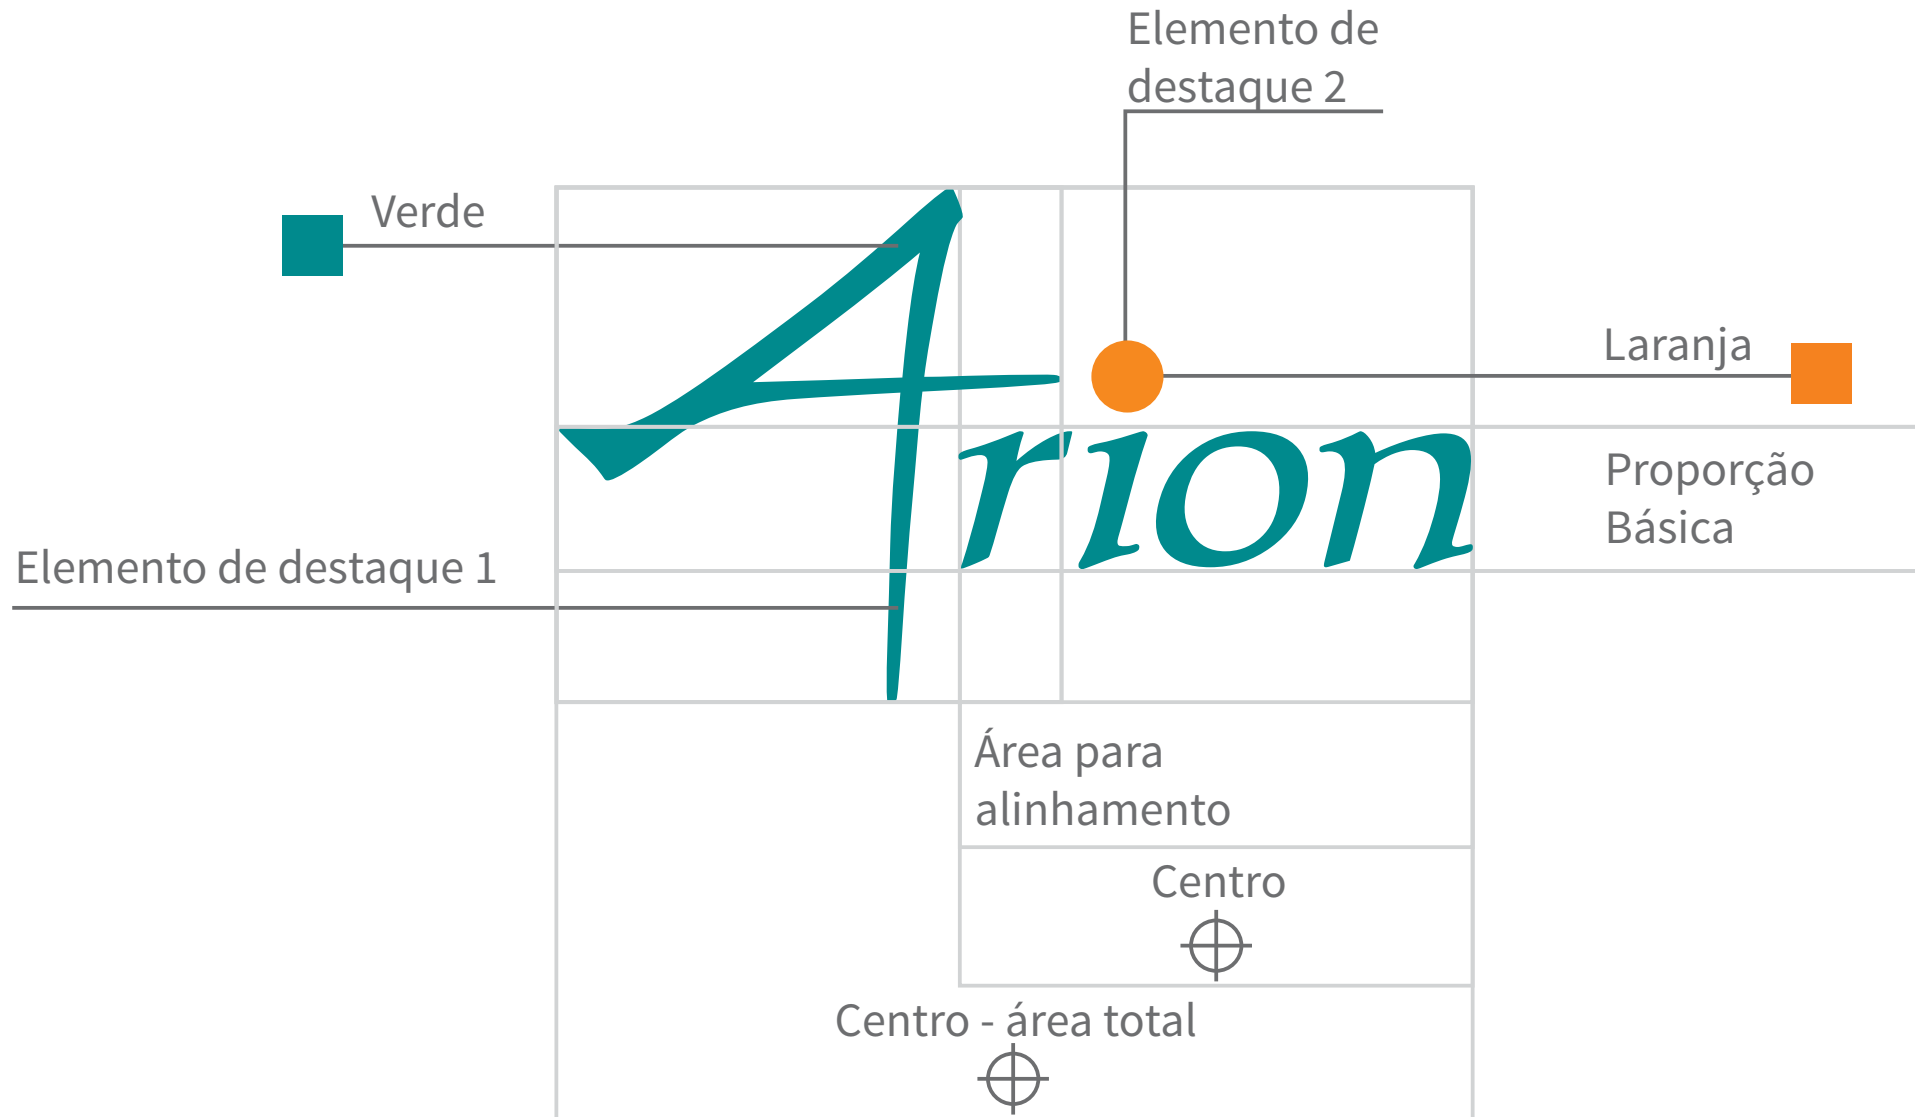 Elemento de
destaque 2
Verde
Laranja
Arion
Proporção
Básica
Elemento de destaque 1
Área para
alinhamento
Centro
Centro - área total